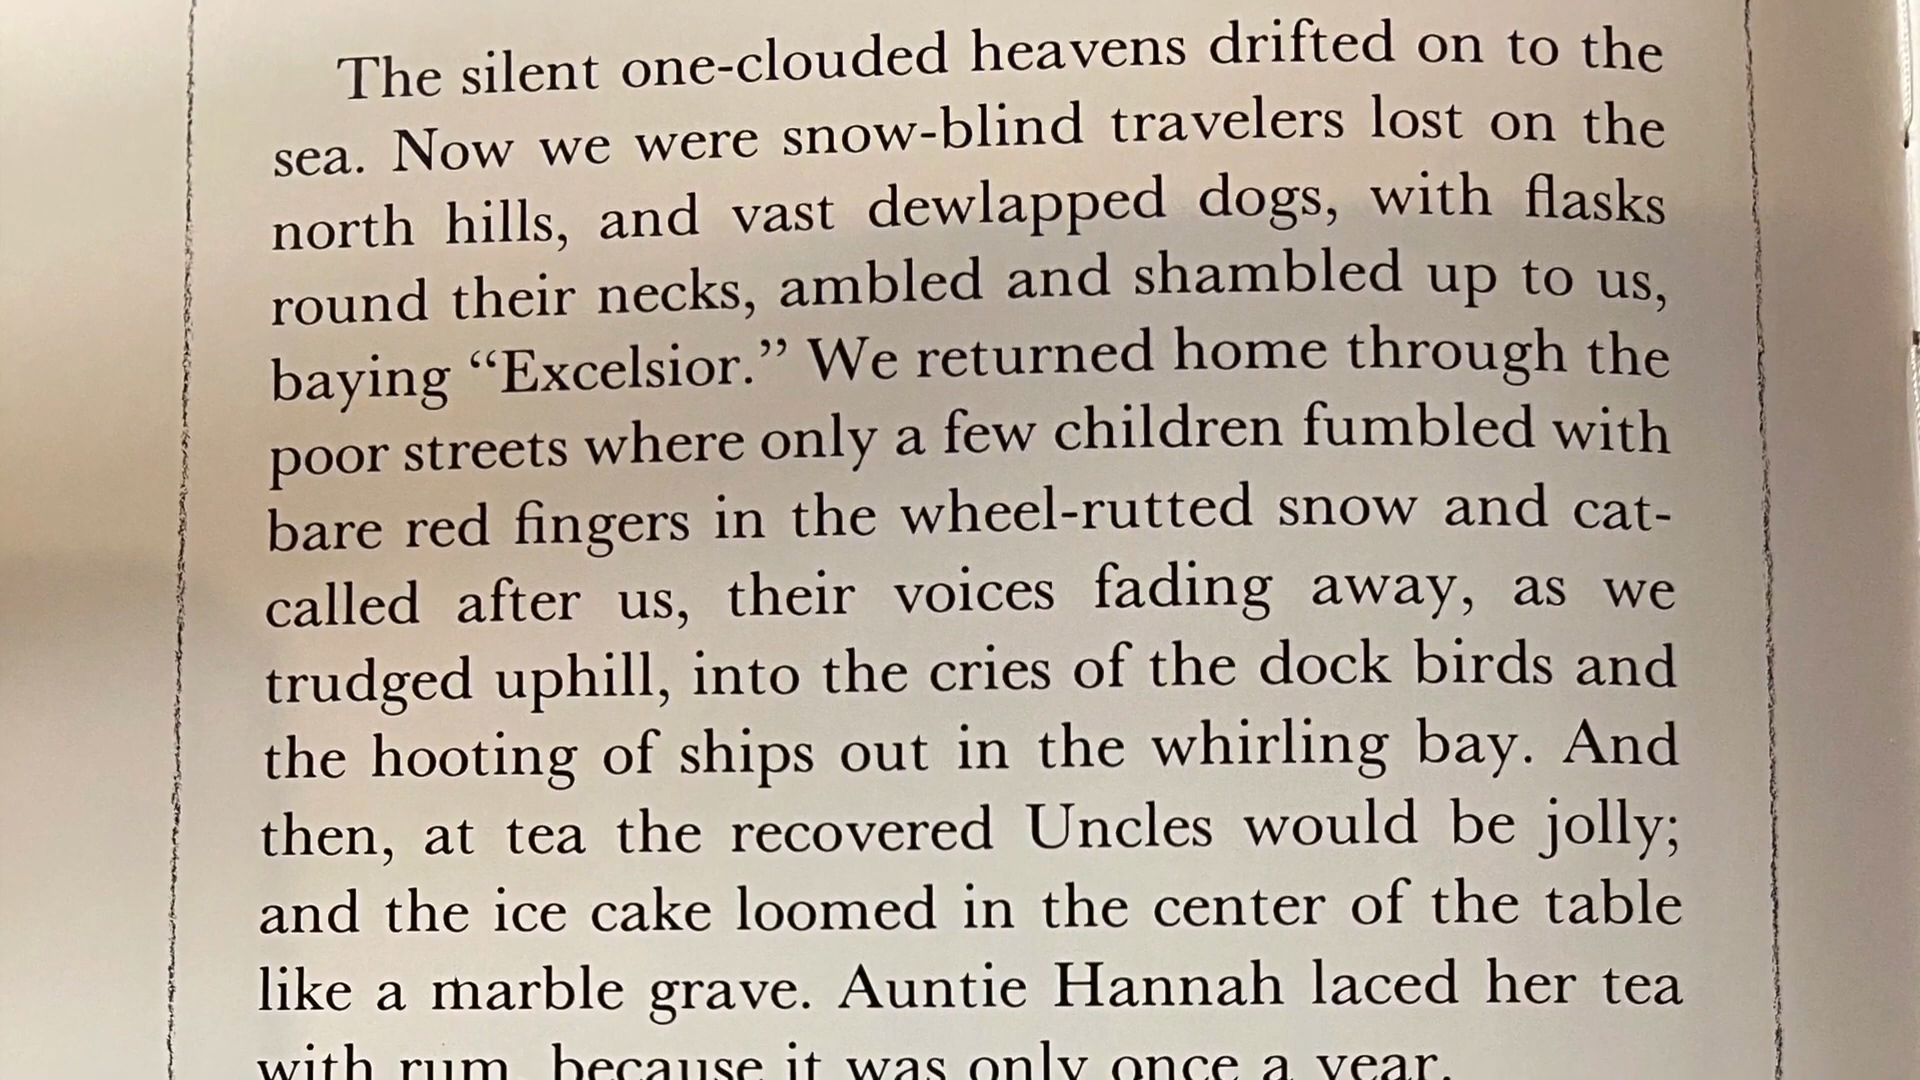 The silent one-clouded heavens drifted on to the
sea. Now we were snow-blind travelers lost on the
north hills, and vast dewlapped dogs, with flasks
round their necks, ambled and shambled up to us,
baying “Excelsior.” We returned home through the
poor streets where only a few children fumbled with
bare red fingers in the wheel-rutted snow and cat-
called after us, their voices fading away, as we
trudged uphill, into the cries of the dock birds and
the hooting of ships out in the whirling bay. And
then, at tea the recovered Uncles would be jolly;
and the ice cake loomed in the center of the table
like a marble grave. Auntie Hannah laced her tea
with rum, because it was only once a year.